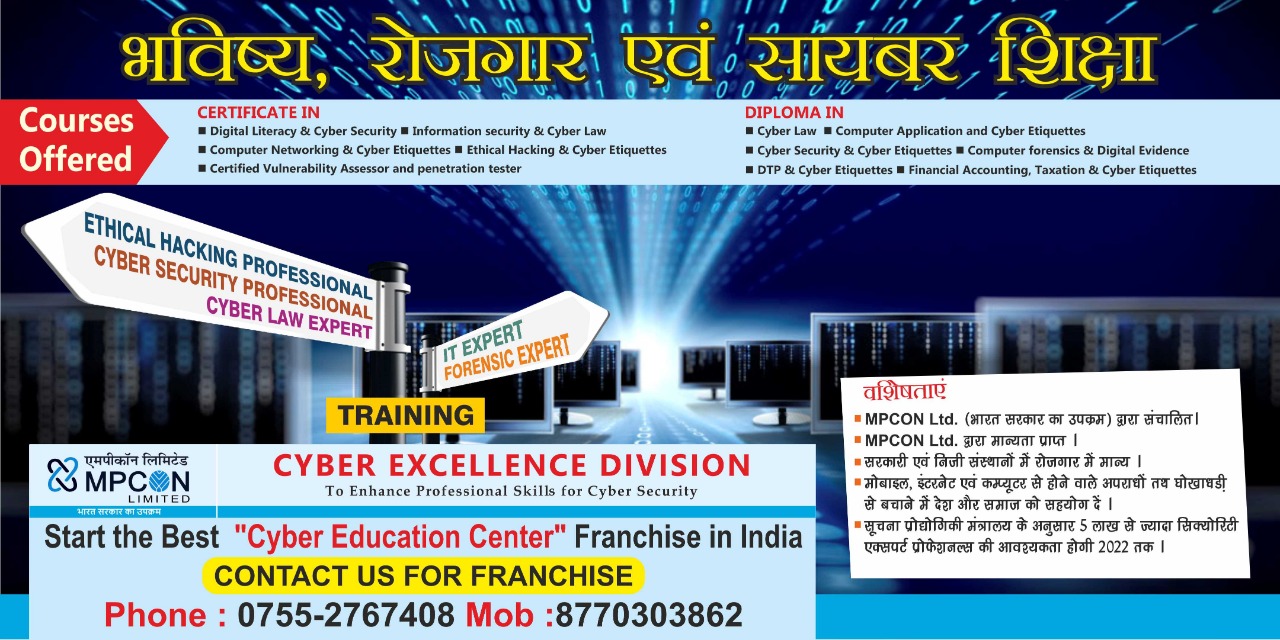 भविष्य, रोजगार एवं सायबर शिक्षा
Courses
Offered
CERTIFICATE IN
■ Digital Literacy & Cyber Security ■ Information security & Cyber Law
■ Computer Networking & Cyber Etiquettes ■ Ethical Hacking & Cyber Etiquettes
■ Certified Vulnerability Assessor and penetration tester
DIPLOMA IN
■ Cyber Law ■ Computer Application and Cyber Etiquettes
■ Cyber Security & Cyber Etiquettes ■ Computer forensics & Digital Evidence
■ DTP & Cyber Etiquettes ■ Financial Accounting, Taxation & Cyber Etiquettes
ETHICAL HACKING PROFESSIONAL
CYBER SECURITY PROFESSIONAL
CYBER LAW EXPERT
IT EXPERT
FORENSIC EXPERT
TRAINING
एमपीकॉन लिमिटेड
MPCON
LIMITED
भारत सरकार का उपक्रम
CYBER EXCELLENCE DIVISION
To Enhance Professional Skills for Cyber Security
Start the Best "Cyber Education Center" Franchise in India
CONTACT US FOR FRANCHISE
Phone : 0755-2767408 Mob :8770303862
विशेषताएं
■ MPCON Ltd. (भारत सरकार का उपक्रम) द्वारा संचालित।
■ MPCON Ltd. द्वारा मान्यता प्राप्त ।
■ सरकारी एवं निजी संस्थानों में रोजगार में मान्य ।
■ मोबाइल, इंटरनेट एवं कम्प्यूटर से होने वाले अपराधों तथ घोखाधड़ी
से बचाने में देश और समाज को सहयोग दें ।
■ सूचना प्रोद्योगिकी मंत्रालय के अनुसार 5 लाख से ज्यादा सिक्योरिटी
एक्सपर्ट प्रोफेशनल्स की आवश्यकता होगी 2022 तक ।